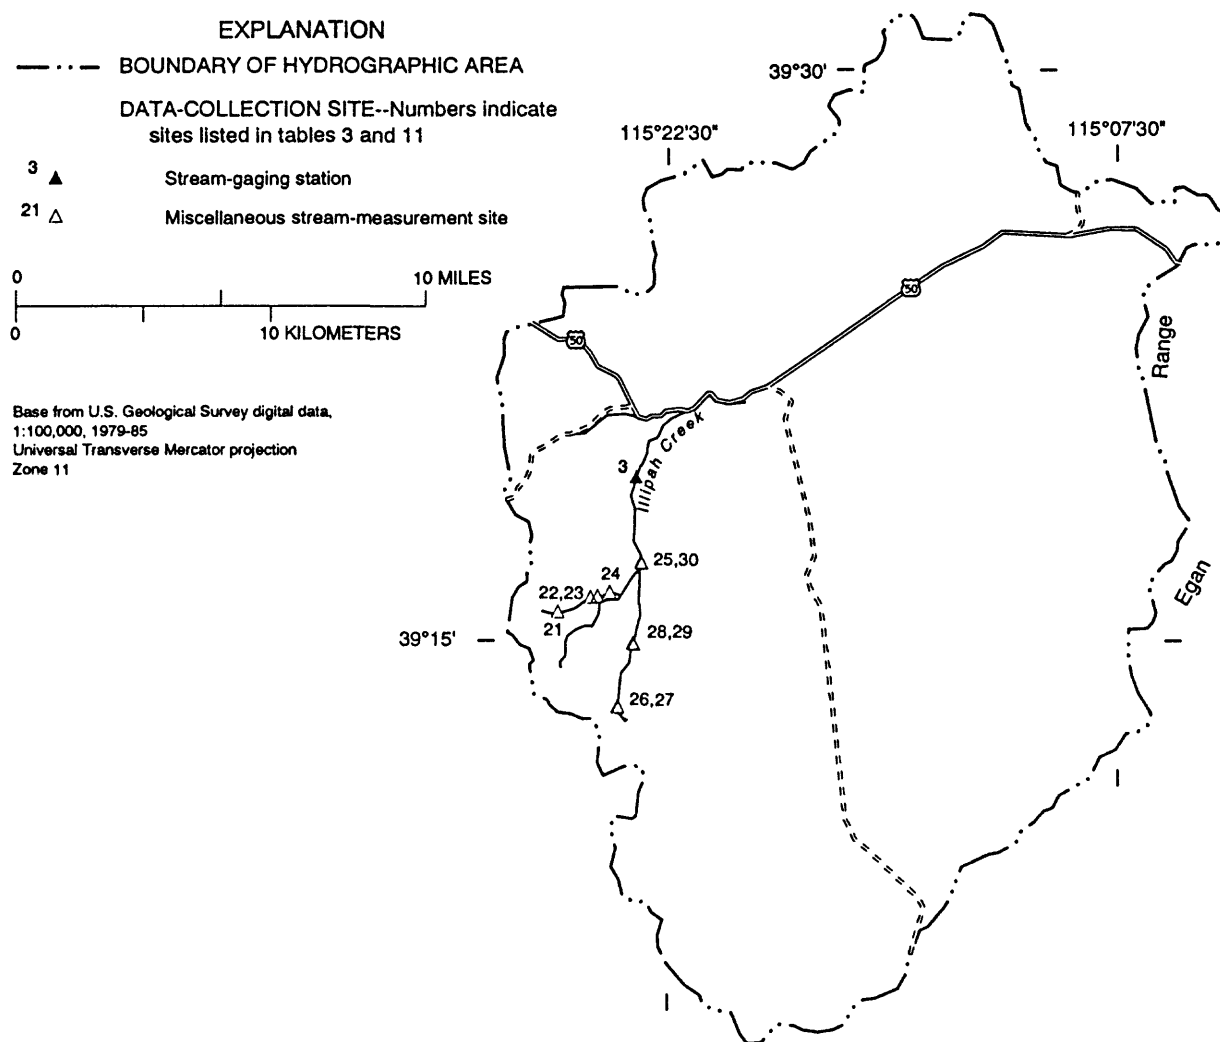 EXPLANATION
BOUNDARY OF HYDROGRAPHIC AREA
DATA-COLLECTION SITE--Numbers indicate
sites listed in tables 3 and 11
3
Stream-gaging station
21
Miscellaneous stream-measurement site
0
10 MILES
0
10 KILOMETERS
Base from U.S. Geological Survey digital data,
1:100,000, 1979-85
Universal Transverse Mercator projection
Zone 11
39°30'
115°22'30"
115°07'30"
50
50
Range
Egan
Illipah Creek
3
25,30
24
22,23
21
28,29
39°15'
26,27